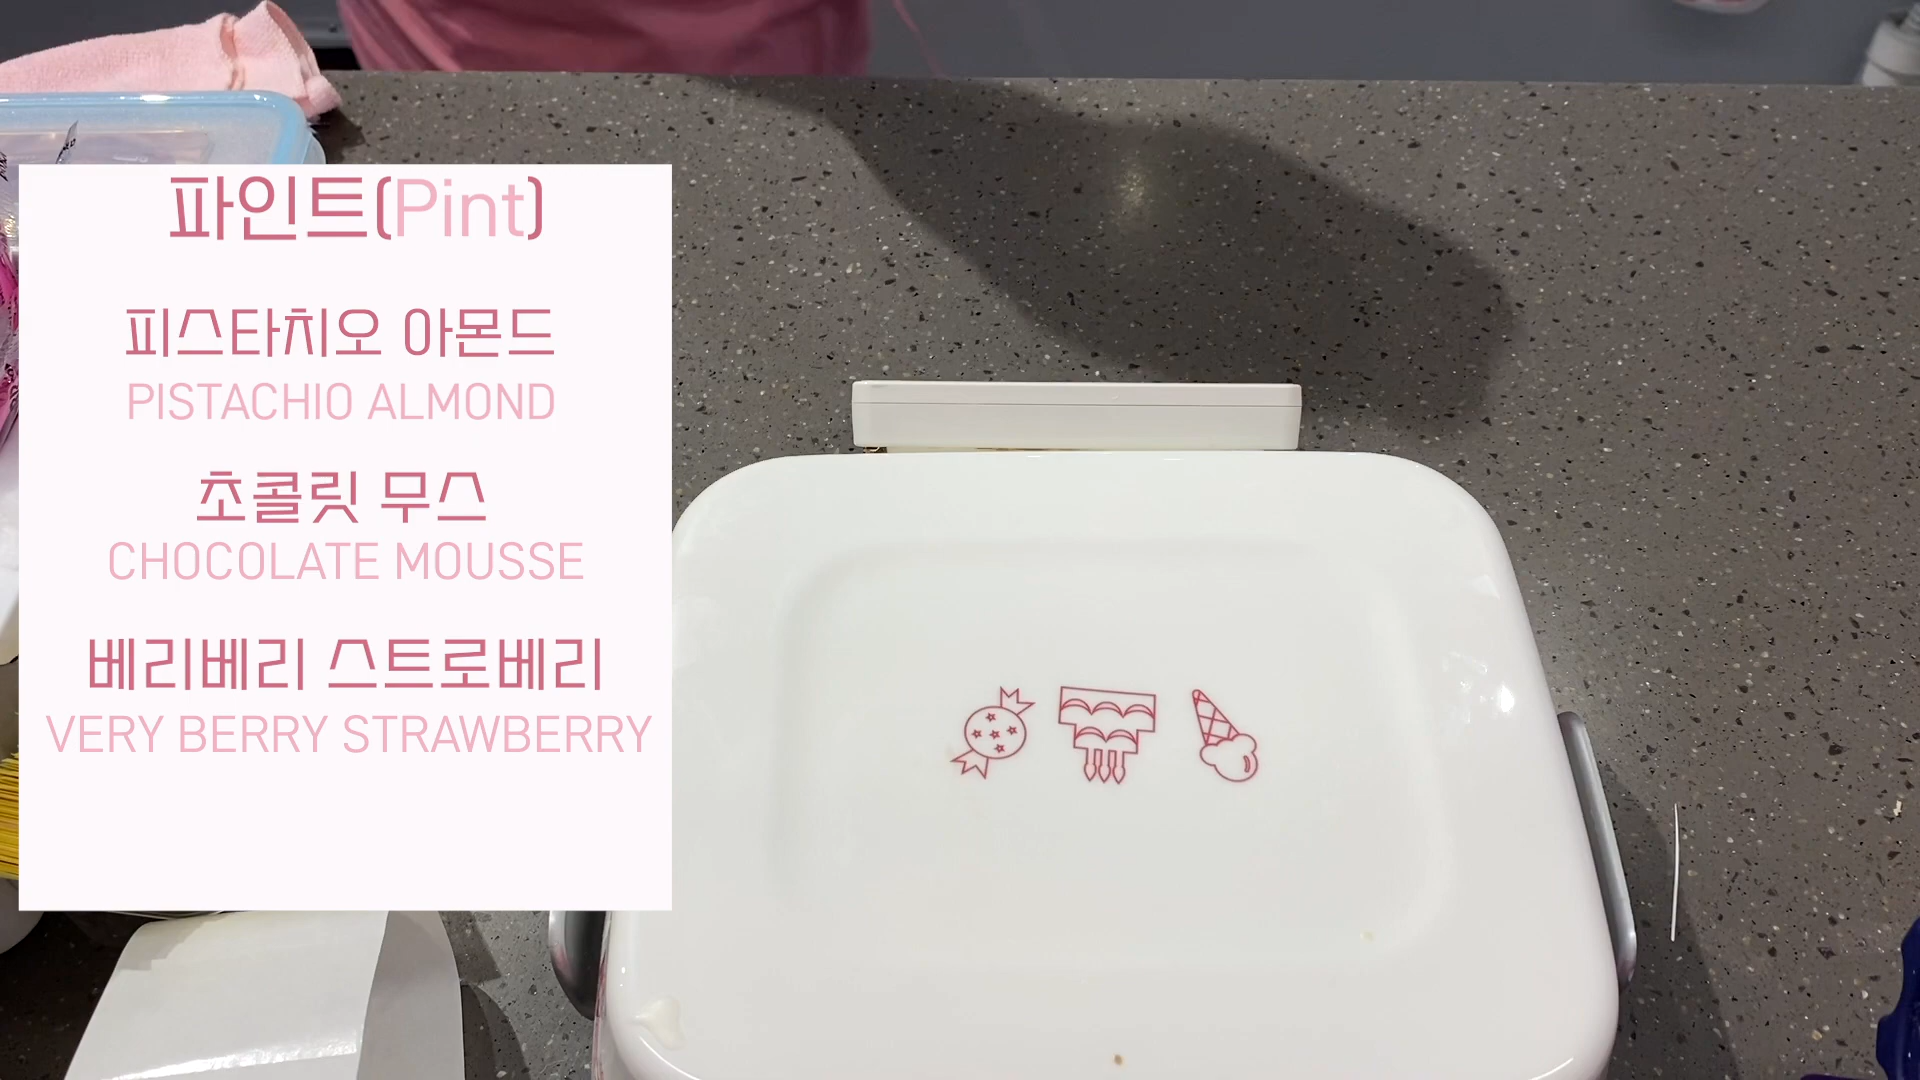 파인트(Pint)
피스타치오 아몬드
PISTACHIO ALMOND
초콜릿 무스
CHOCOLATE MOUSSE
베리베리 스트로베리
VERY BERRY STRAWBERRY